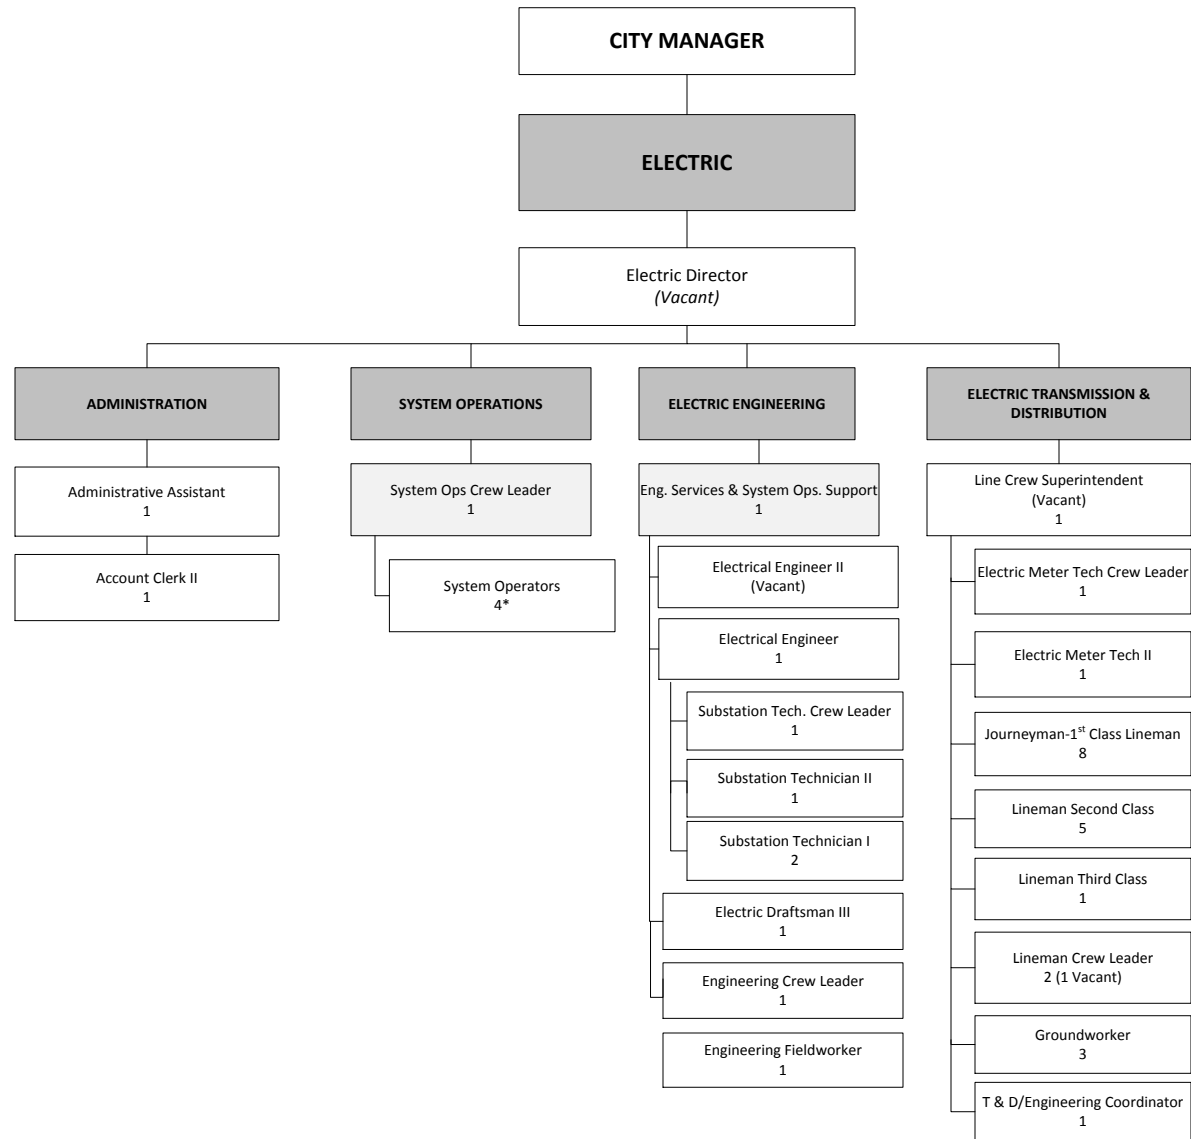 CITY MANAGER
ELECTRIC
Electric Director
(Vacant)
ADMINISTRATION
Administrative Assistant
1
Account Clerk II
1
SYSTEM OPERATIONS
System Ops Crew Leader
1
System Operators
4*
ELECTRIC ENGINEERING
Eng. Services & System Ops. Support
1
Electrical Engineer II
(Vacant)
Electrical Engineer
1
Substation Tech. Crew Leader
1
Substation Technician II
1
Substation Technician I
2
Electric Draftsman III
1
Engineering Crew Leader
1
Engineering Fieldworker
1
ELECTRIC TRANSMISSION &
DISTRIBUTION
Line Crew Superintendent
(Vacant)
1
Electric Meter Tech Crew Leader
1
Electric Meter Tech II
1
Journeyman-1st Class Lineman
8
Lineman Second Class
5
Lineman Third Class
1
Lineman Crew Leader
2 (1 Vacant)
Groundworker
3
T & D/Engineering Coordinator
1